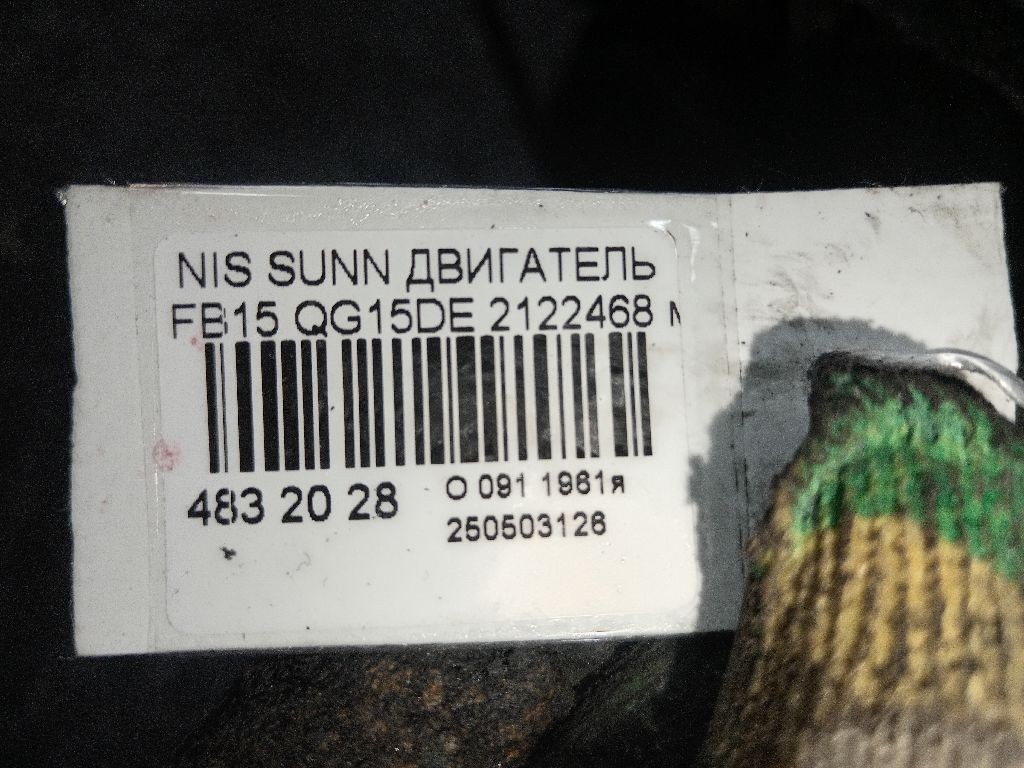 NIS SUNN ДВИГАТЕЛЬ
FB15 QG15DE 2122468
483 20 28
О 091 1961я
250503126